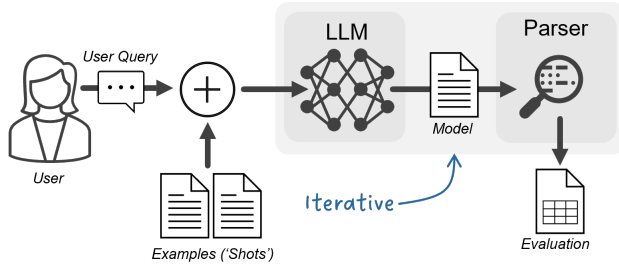 LLM
Parser
User Query
Model
User
Iterative
Examples (‘Shots’)
Evaluation